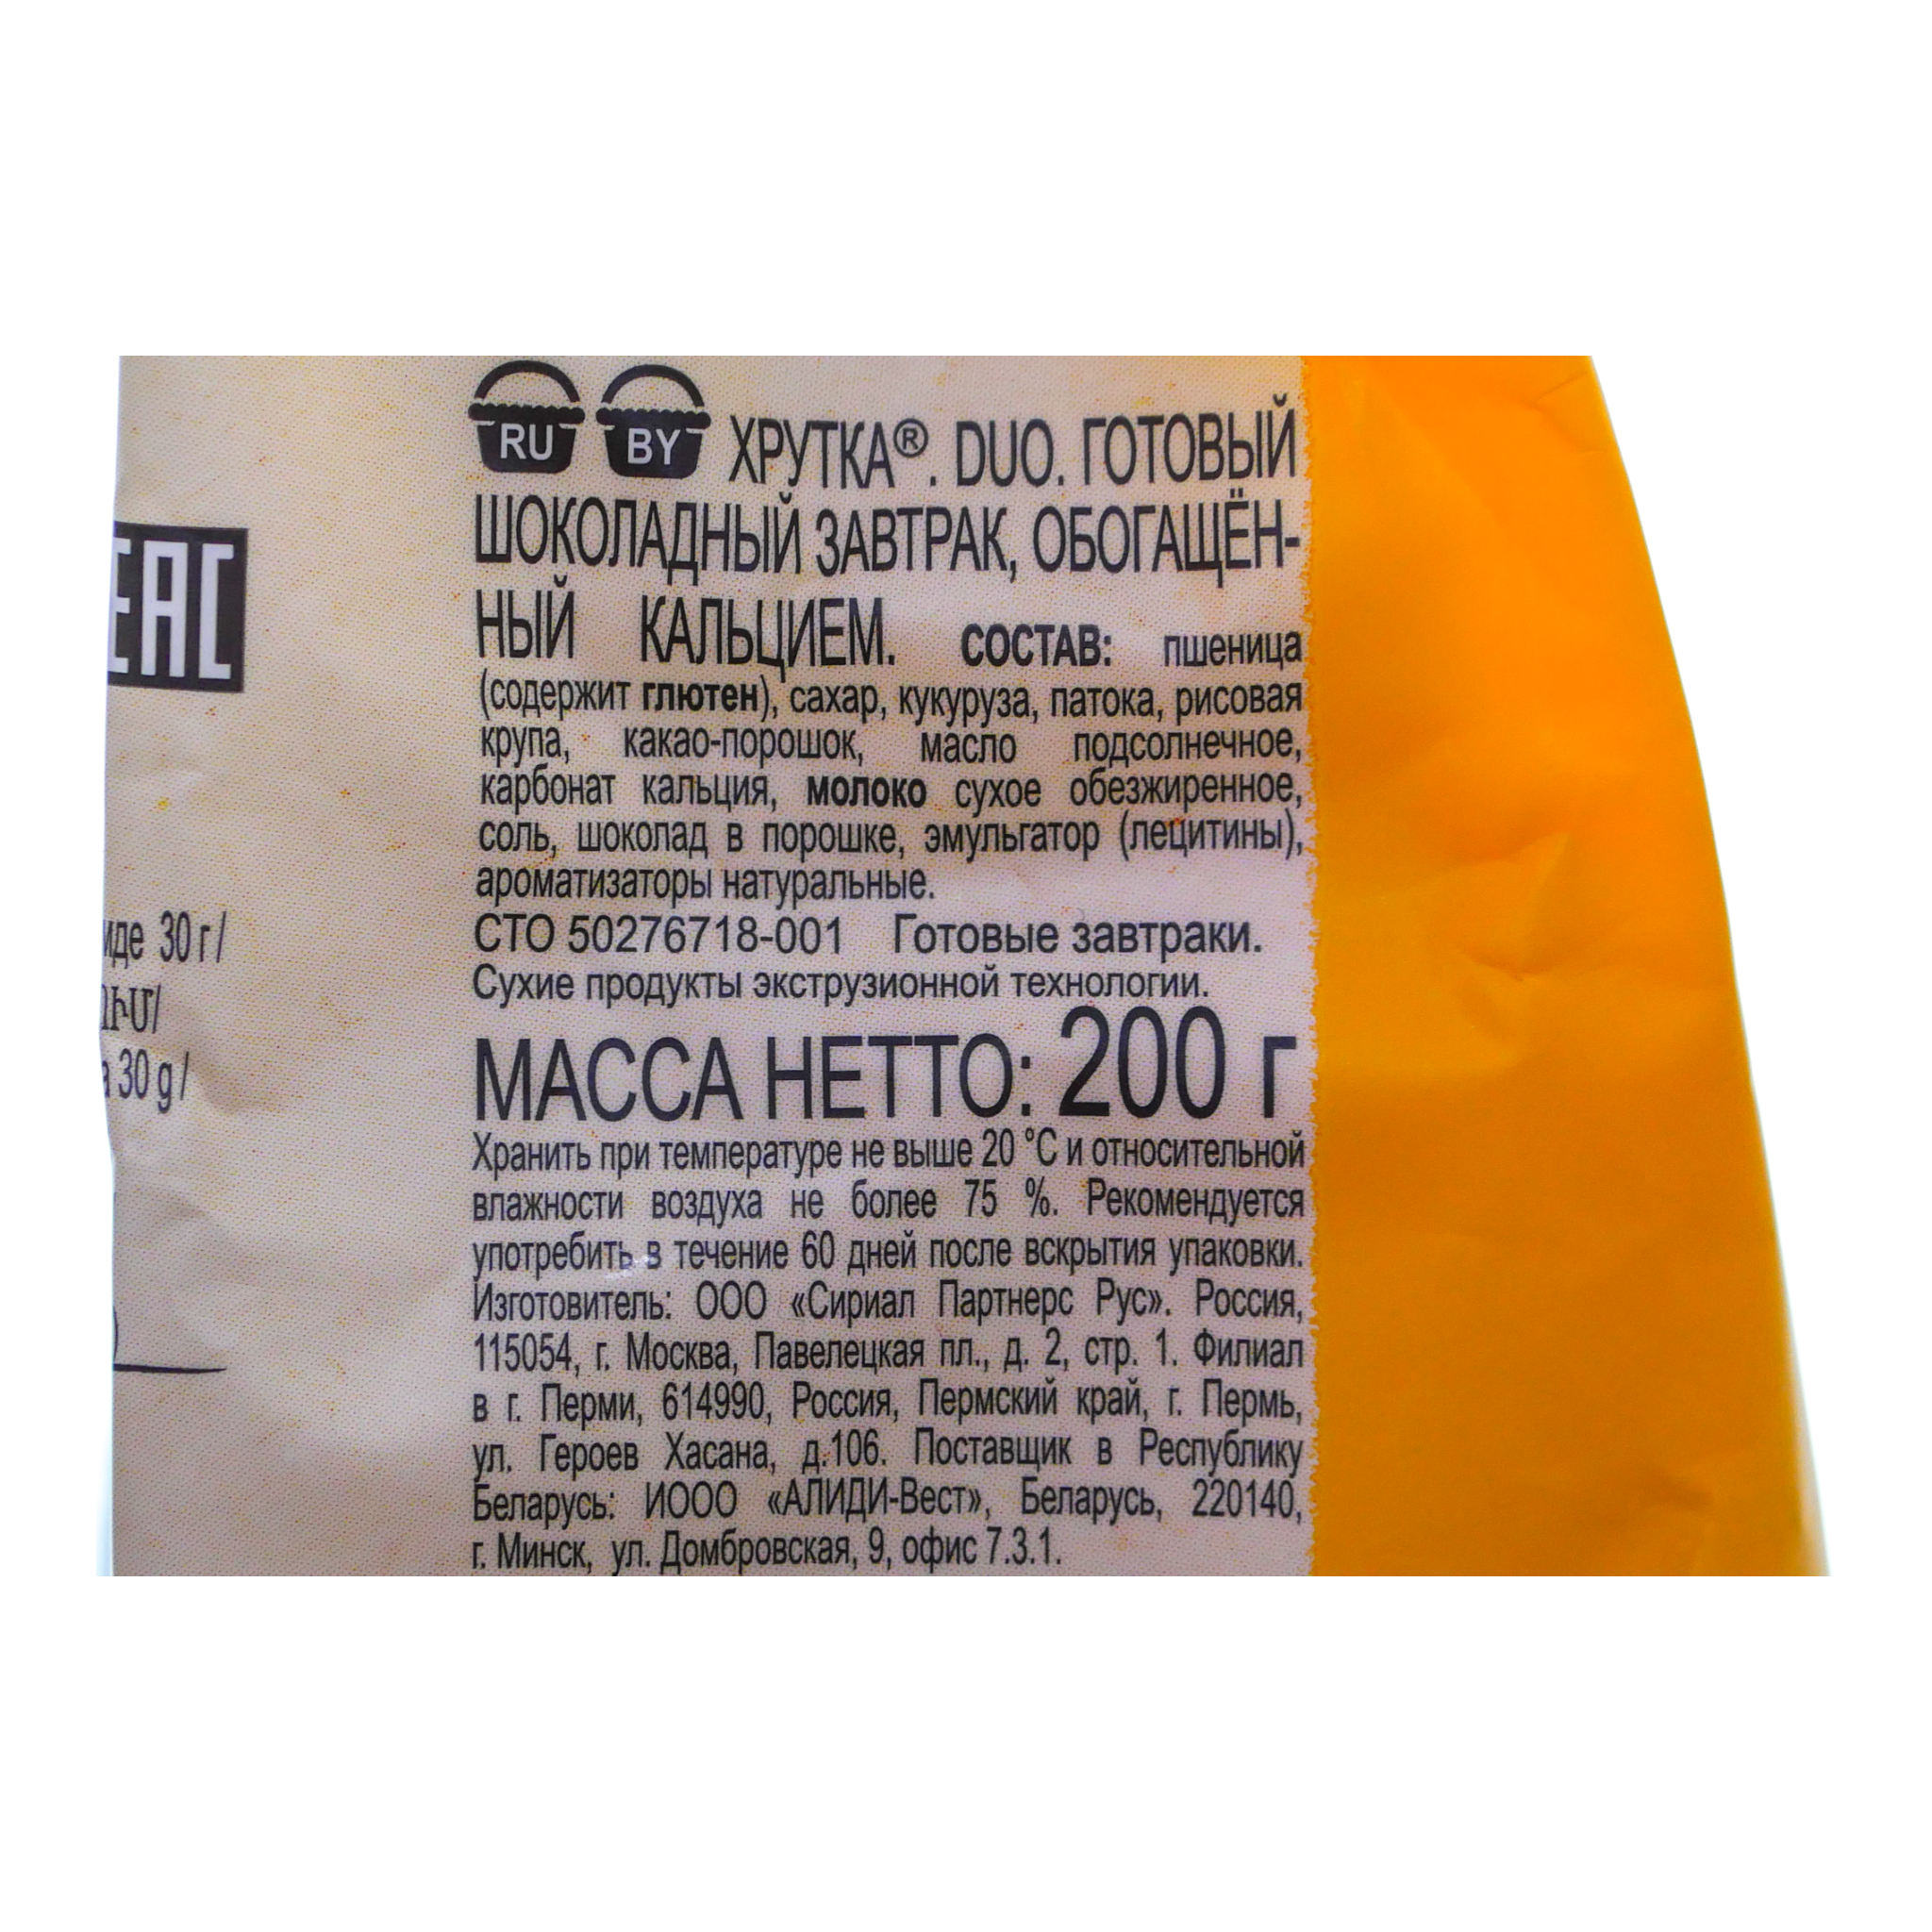 RU BY ХРУТКА®. DUO. ГОТОВЫЙ
ШОКОЛАДНЫЙ ЗАВТРАК, ОБОГАЩЁН-
НЫЙ КАЛЬЦИЕМ. СОСТАВ: пшеница
(содержит глютен), сахар, кукуруза, патока, рисовая
крупа, какао-порошок, масло подсолнечное,
карбонат кальция, молоко сухое обезжиренное,
соль, шоколад в порошке, эмульгатор (лецитины),
ароматизаторы натуральные.
СТО 50276718-001 Готовые завтраки.
Сухие продукты экструзионной технологии.
МАССА НЕТТО: 200 г
Хранить при температуре не выше 20 °С и относительной
влажности воздуха не более 75 %. Рекомендуется
употребить в течение 60 дней после вскрытия упаковки.
Изготовитель: ООО «Сириал Партнерс Рус». Россия,
115054, г. Москва, Павелецкая пл., д. 2, стр. 1. Филиал
в г. Перми, 614990, Россия, Пермский край, г. Пермь,
ул. Героев Хасана, д.106. Поставщик в Республику
Беларусь: ИООО «АЛИДИ-Вест», Беларусь, 220140,
г. Минск, ул. Домбровская, 9, офис 7.3.1.
EAC
30 г/
30 g/